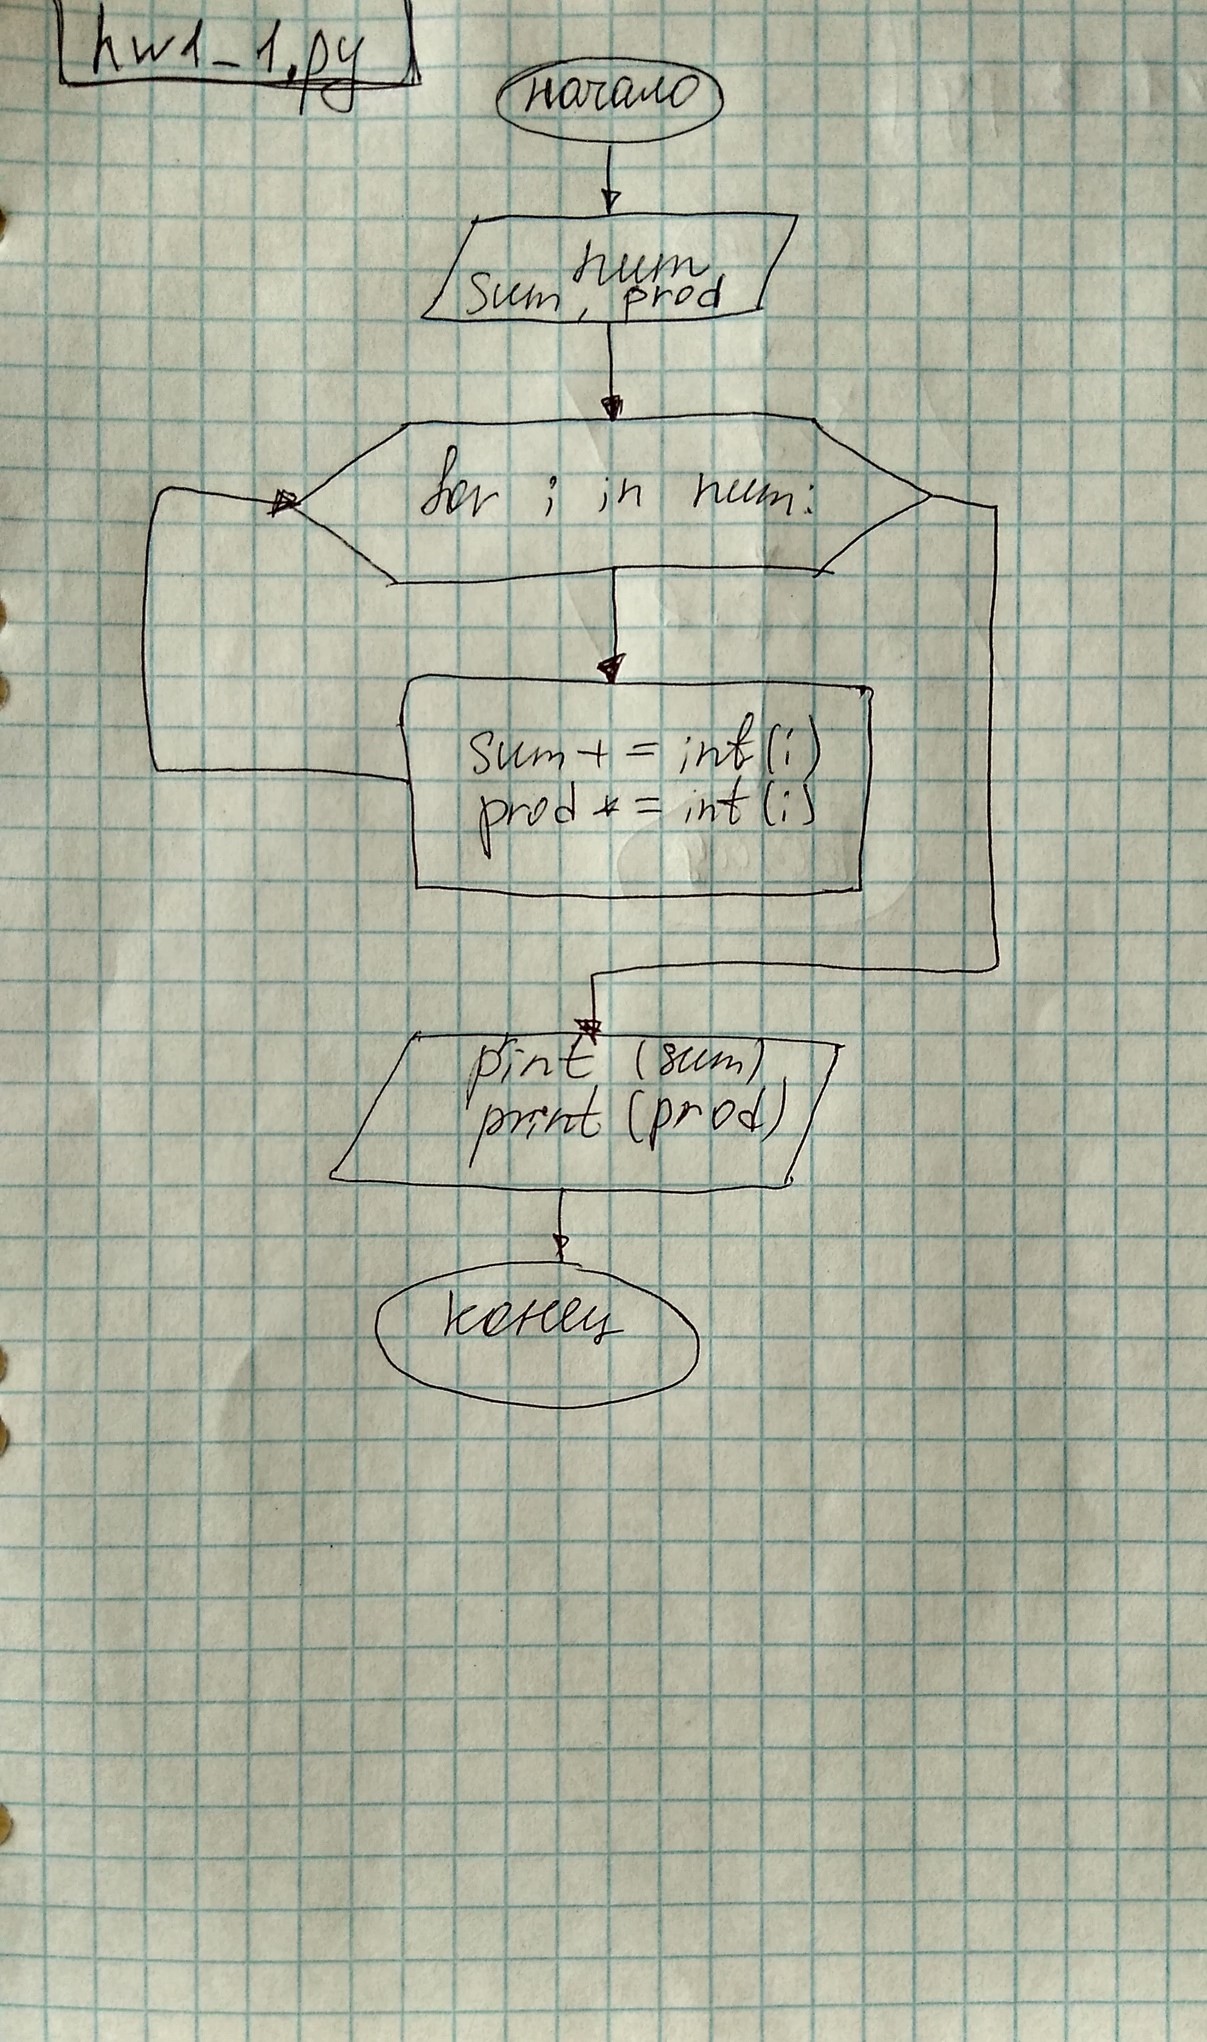 hw1_1.py
начало
num
sum, prod
for i in num:
sum += int(i)
prod *= int(i)
pint (sum)
print (prod)
конец